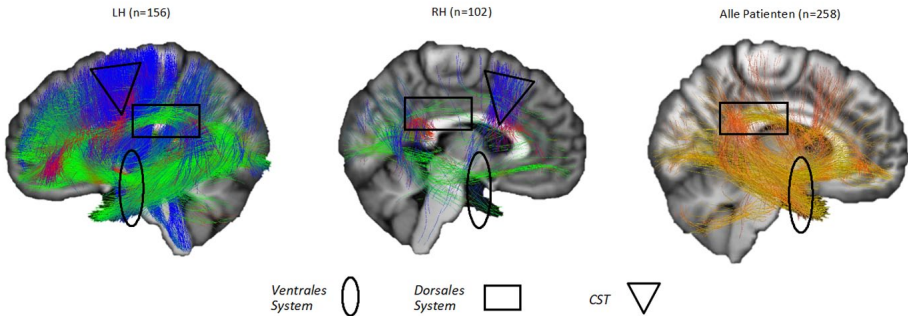 LH (n=156)
RH (n=102)
Alle Patienten (n=258)
Ventrales
System
Dorsales
System
CST